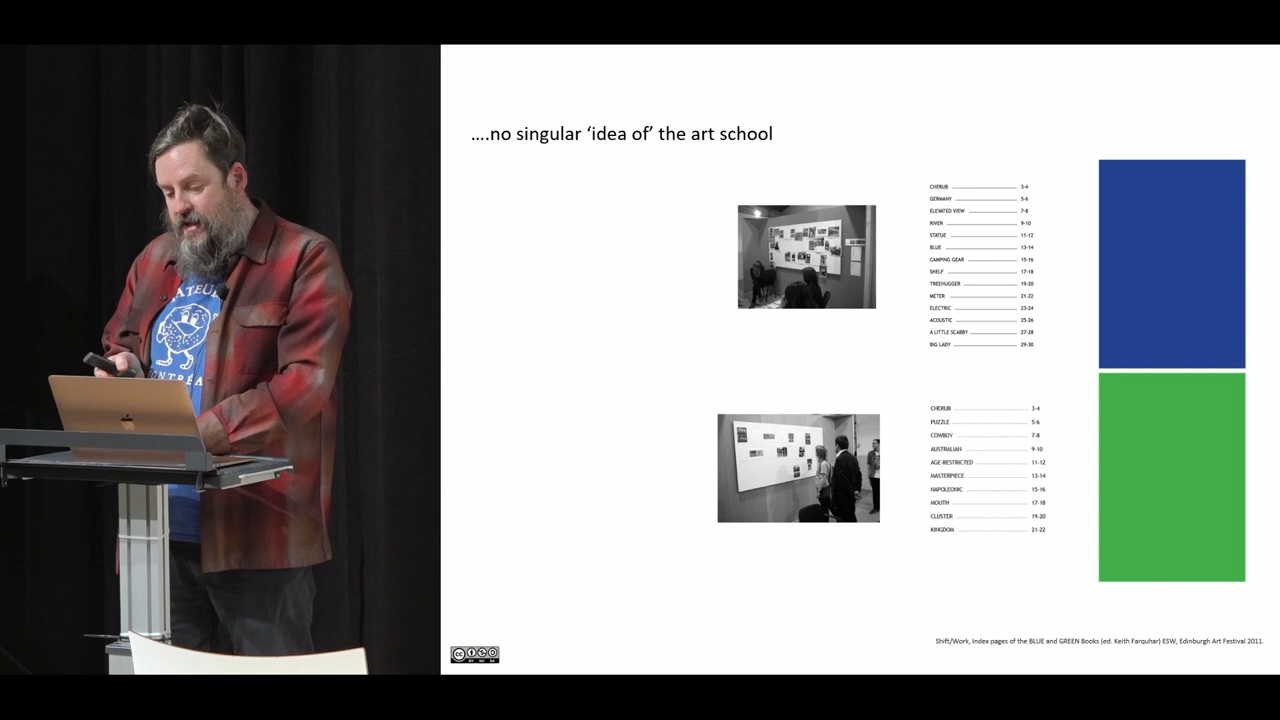 ….no singular ‘idea of’ the art school
CHERUB 3-4
GERMANY 5-6
ELEVATED VIEW 7-8
RIVER 9-10
STATUE 11-12
BLUE 13-14
CAMPING GEAR 15-16
SHELF 17-18
TREEHUGGER 19-20
METER 21-22
ELECTRIC 23-24
ACOUSTIC 25-26
A LITTLE SCABBY 27-28
BIG LADY 29-30
CHERUB 3-4
PUZZLE 5-6
COWBOY 7-8
AUSTRALIAN 9-10
AGE-RESTRICTED 11-12
MASTERPIECE 13-14
NAPOLEONIC 15-16
MOUTH 17-18
CLUSTER 19-20
KINGDOM 21-22
Shift/Work, Index pages of the BLUE and GREEN Books (ed. Keith Farquhar) ESW, Edinburgh Art Festival 2011.
CC BY NC SA